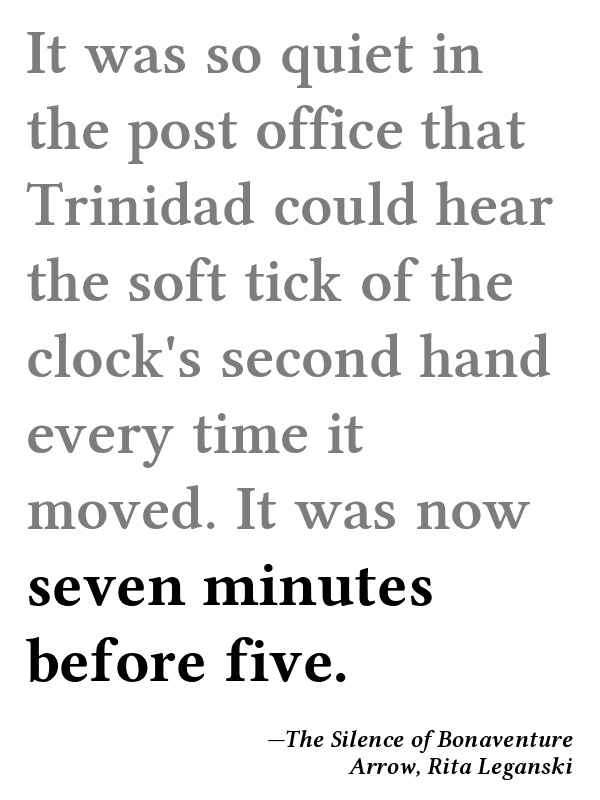 It was so quiet in
the post office that
Trinidad could hear
the soft tick of the
clock's second hand
every time it
moved. It was now
seven minutes
before five.
—The Silence of Bonaventure
Arrow, Rita Leganski